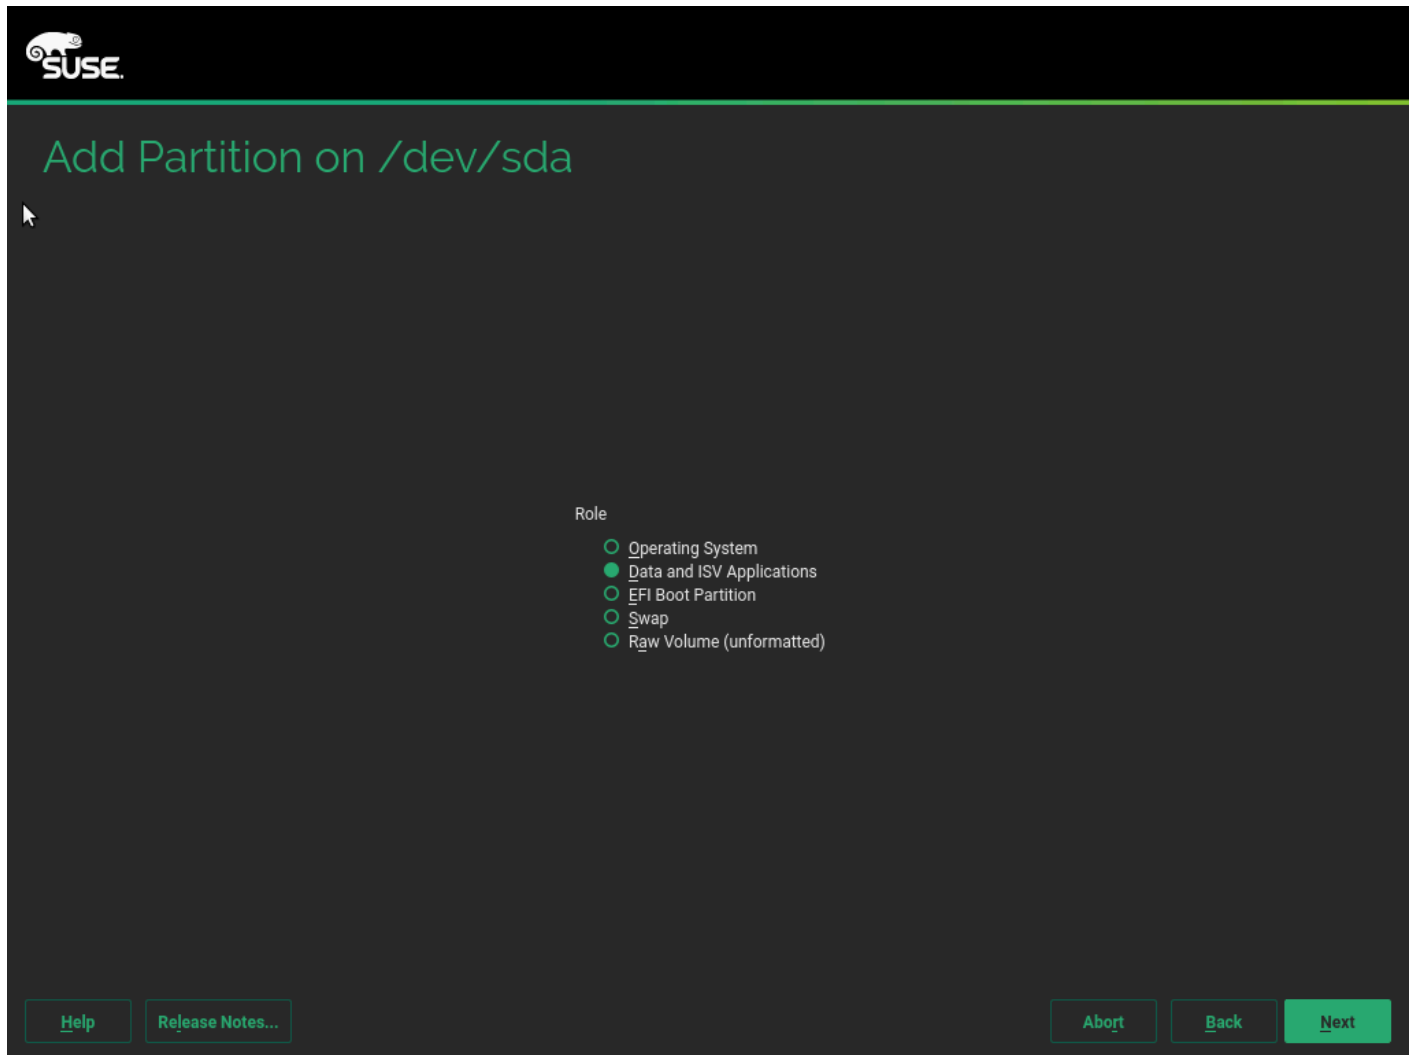 SUSE.
Add Partition on /dev/sda
Role
Operating System
Data and ISV Applications
EFI Boot Partition
Swap
Raw Volume (unformatted)
Help
Release Notes...
Abort
Back
Next